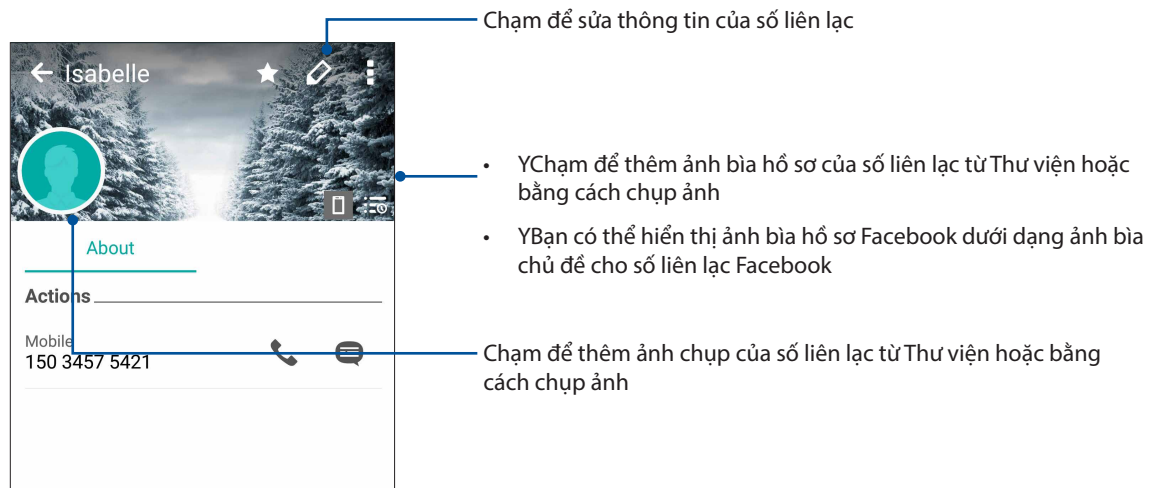 Chạm để sửa thông tin của số liên lạc
Isabelle
• YChạm để thêm ảnh bìa hồ sơ của số liên lạc từ Thư viện hoặc
bằng cách chụp ảnh
• YBạn có thể hiển thị ảnh bìa hồ sơ Facebook dưới dạng ảnh bìa
chủ đề cho số liên lạc Facebook
About
Actions
Mobile
150 3457 5421
Chạm để thêm ảnh chụp của số liên lạc từ Thư viện hoặc bằng
cách chụp ảnh